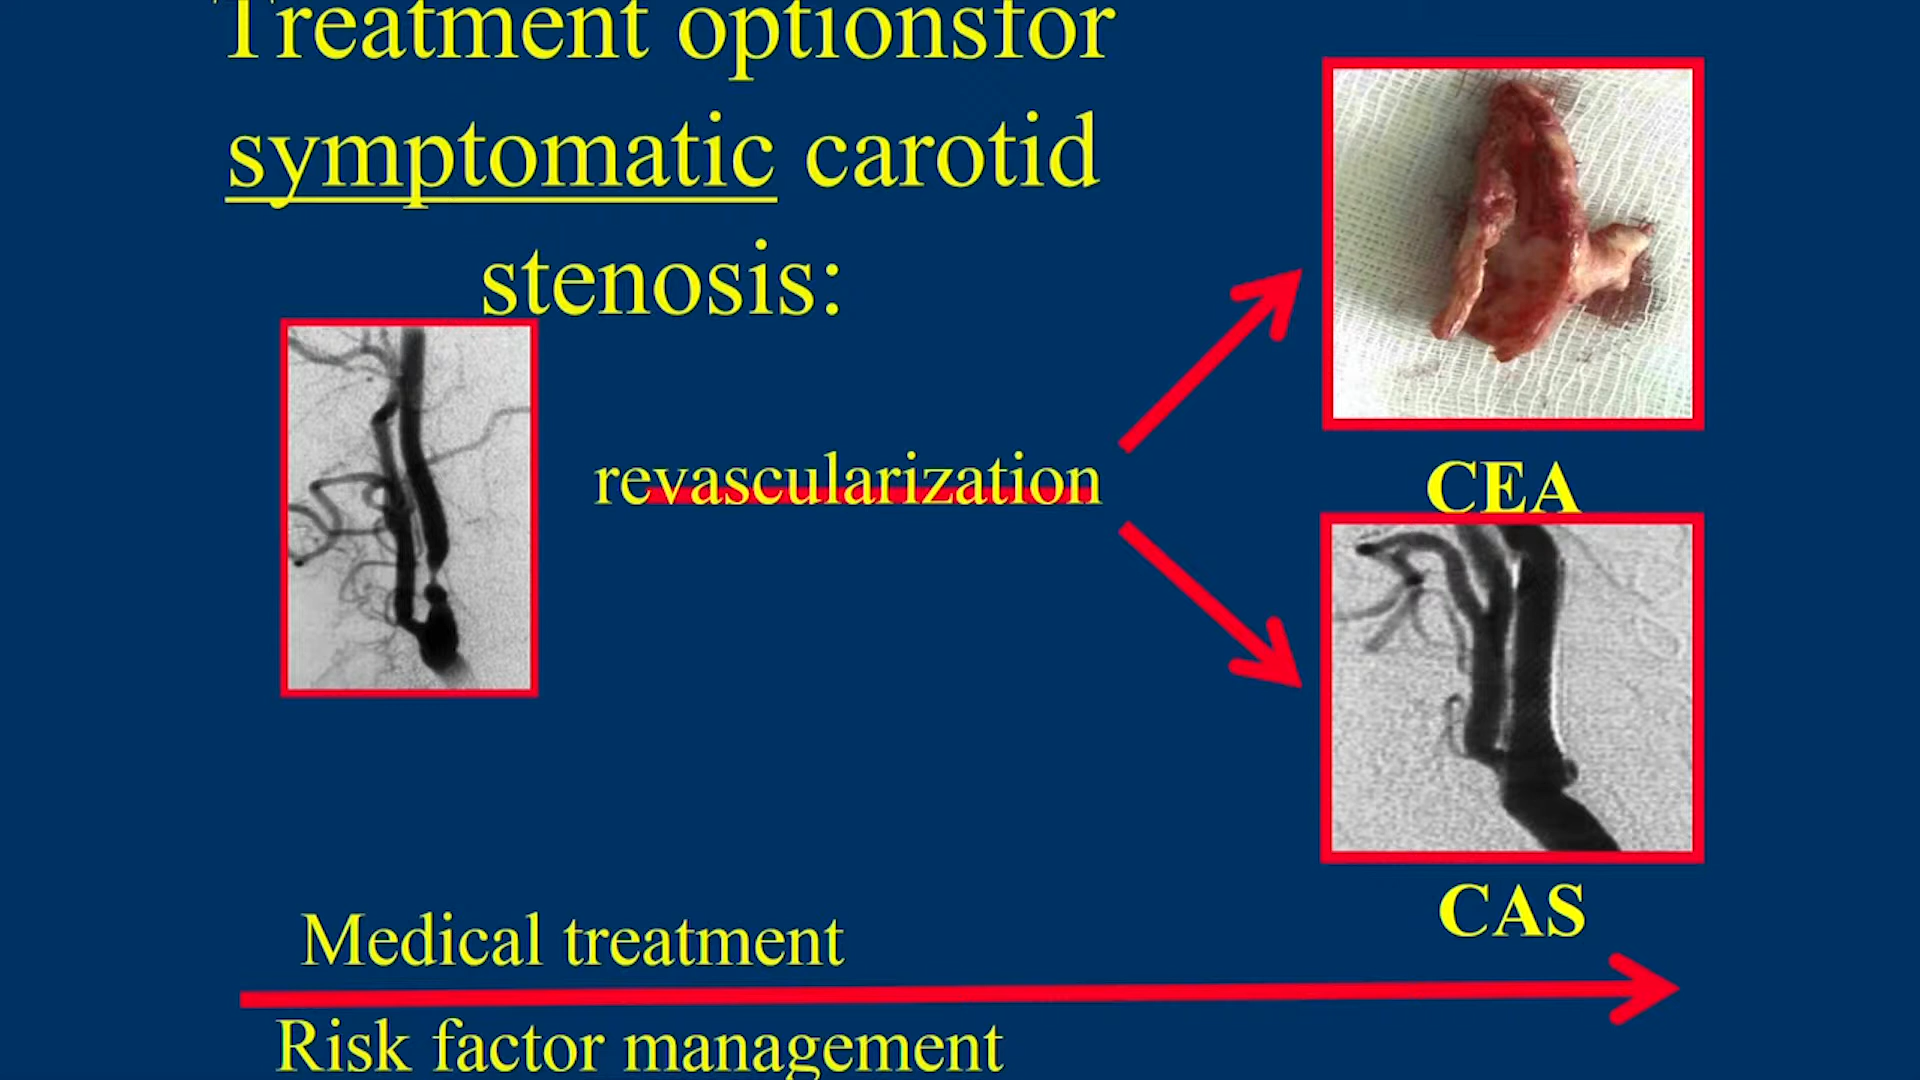 Treatment optionsfor
symptomatic carotid
stenosis:
revascularization
CEA
CAS
Medical treatment
Risk factor management